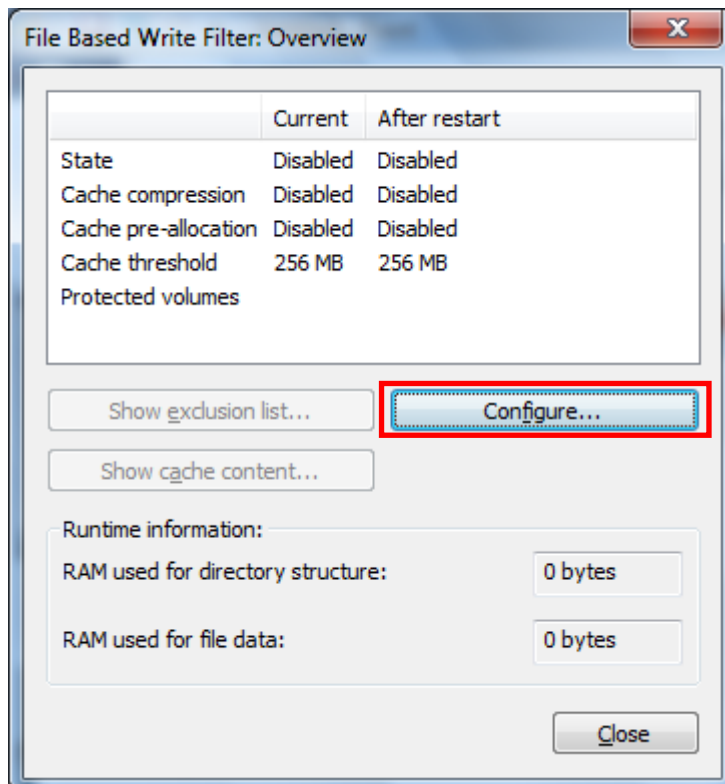 File Based Write Filter: Overview
Current After restart
State Disabled Disabled
Cache compression Disabled Disabled
Cache pre-allocation Disabled Disabled
Cache threshold 256 MB 256 MB
Protected volumes
Show exclusion list... Configure...
Show cache content...
Runtime information:
RAM used for directory structure: 0 bytes
RAM used for file data: 0 bytes
Close